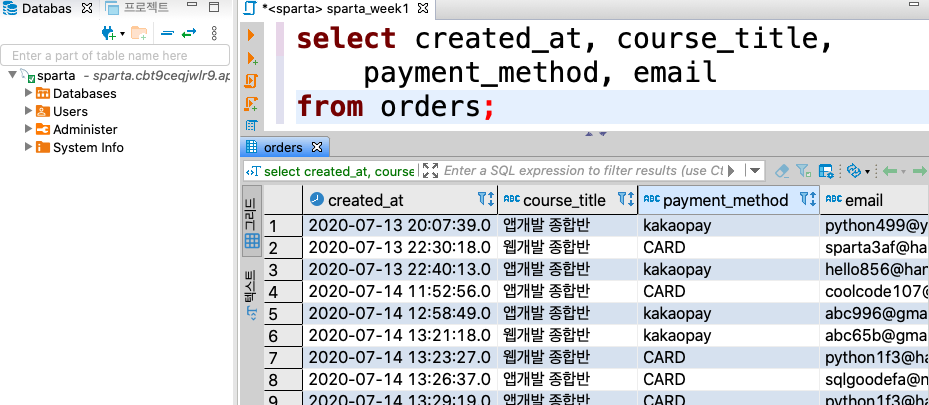 Databas
프로젝트
Enter a part of table name here
sparta - sparta.cbt9ceqjwlr9.ap
Databases
Users
Administer
System Info
*<sparta> sparta_week1
select created_at, course_title,
payment_method, email
from orders;
orders
select created_at, course
Enter a SQL expression to filter results (use Ct
그리드
텍스트
created_at course_title payment_method email
1 2020-07-13 20:07:39.0 앱개발 종합반 kakaopay python499@y
2 2020-07-13 22:30:18.0 웹개발 종합반 CARD sparta3af@ha
3 2020-07-13 22:40:13.0 앱개발 종합반 kakaopay hello856@han
4 2020-07-14 11:52:56.0 앱개발 종합반 CARD coolcode107@
5 2020-07-14 12:58:49.0 앱개발 종합반 kakaopay abc996@gma
6 2020-07-14 13:21:18.0 웹개발 종합반 kakaopay abc65b@gma
7 2020-07-14 13:23:27.0 웹개발 종합반 CARD python1f3@ha
8 2020-07-14 13:26:37.0 앱개발 종합반 CARD sqlgoodefa@n
9 2020-07-14 13:29:19.0 앱개발 종합반 CARD python1f3@ha